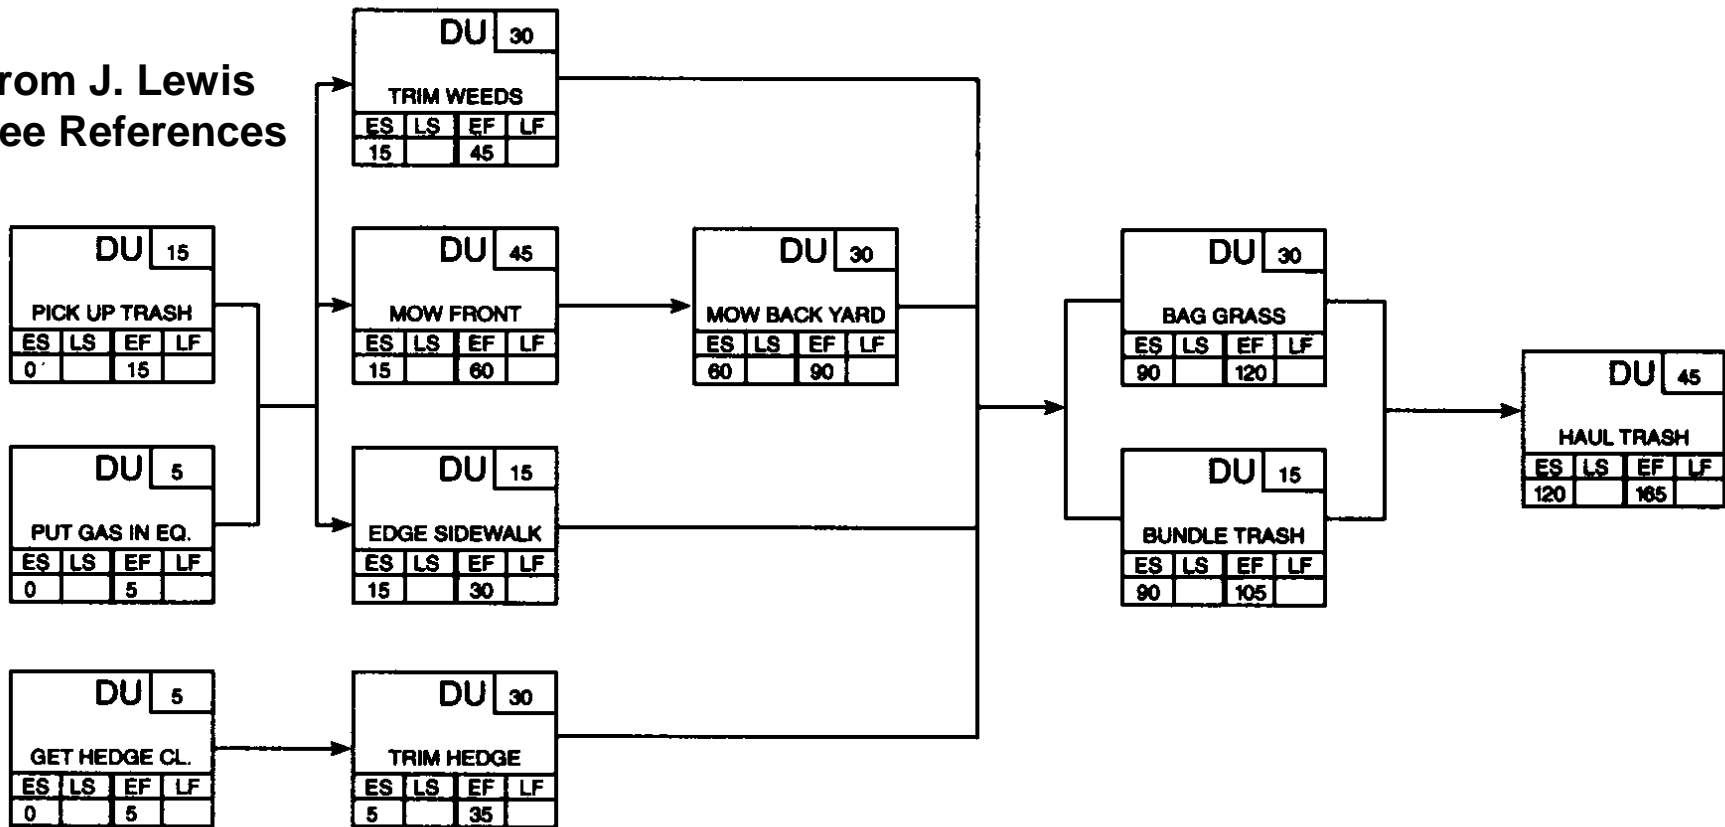 rom J. Lewis
ee References
DU 30
TRIM WEEDS
ES LS EF LF
15 45
DU 15
PICK UP TRASH
ES LS EF LF
0 15
DU 45
MOW FRONT
ES LS EF LF
15 60
DU 30
MOW BACK YARD
ES LS EF LF
60 90
DU 30
BAG GRASS
ES LS EF LF
90 120
DU 45
HAUL TRASH
ES LS EF LF
120 165
DU 5
PUT GAS IN EQ.
ES LS EF LF
0 5
DU 15
EDGE SIDEWALK
ES LS EF LF
15 30
DU 15
BUNDLE TRASH
ES LS EF LF
90 105
DU 5
GET HEDGE CL.
ES LS EF LF
0 5
DU 30
TRIM HEDGE
ES LS EF LF
5 35